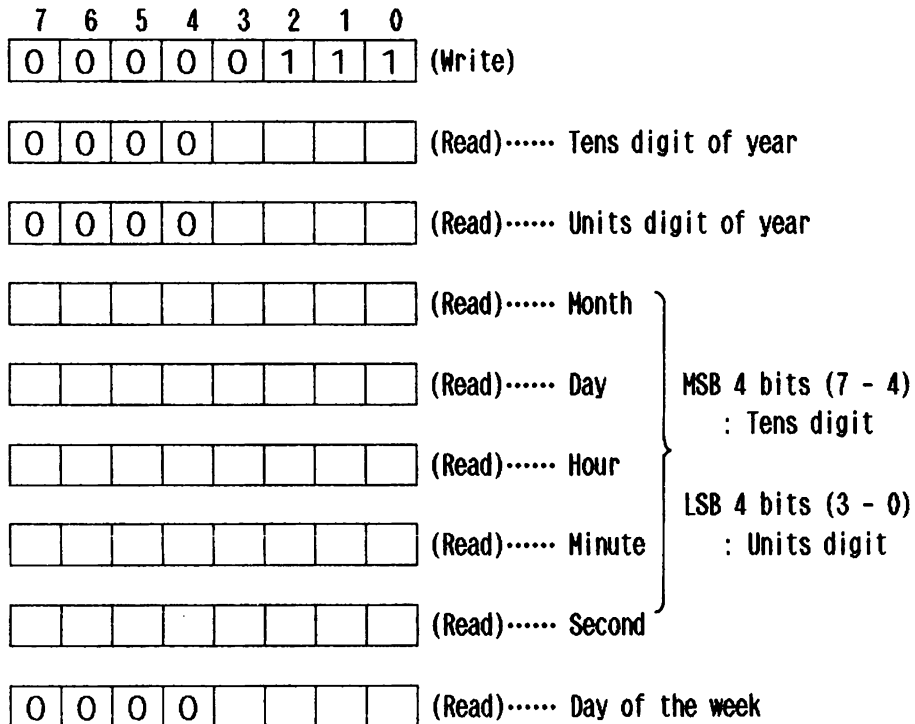 7 6 5 4 3 2 1 0
0 0 0 0 0 1 1 1 (Write)
0 0 0 0 (Read)······ Tens digit of year
0 0 0 0 (Read)······ Units digit of year
(Read)······ Month
(Read)······ Day
(Read)······ Hour
(Read)······ Minute
(Read)······ Second
MSB 4 bits (7 - 4)
: Tens digit
LSB 4 bits (3 - 0)
: Units digit
0 0 0 0 (Read)······ Day of the week